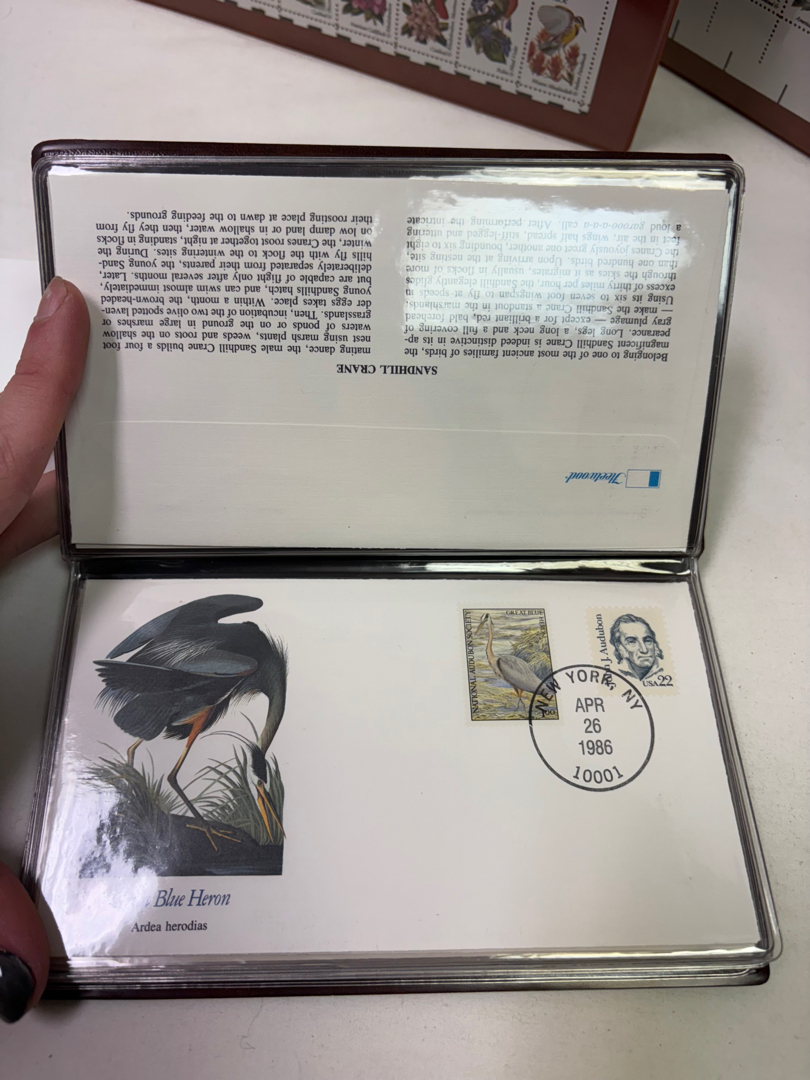 Fleetwood
SANDHILL CRANE
Belonging to one of the most ancient families of birds, the
magnificent Sandhill Crane is indeed distinctive in its ap-
pearance. Long legs, a long neck and a full covering of
gray plumage — except for a brilliant red, bald forehead
— make the Sandhill Crane a standout in the marshlands.
Using its six to seven foot wingspan to fly at speeds in
excess of thirty miles per hour, the Sandhill elegantly glides
through the skies as it migrates, usually in flocks of more
than one hundred birds. Upon arriving at the nesting site,
the Cranes joyously greet one another, bounding six to eight
feet in the air, wings half spread, stiff-legged and uttering
a loud garooo-a-a-a call. After performing the intricate
mating dance, the male Sandhill Crane builds a four foot
nest using marsh plants, weeds and roots on the shallow
waters of ponds or on the ground in large marshes or
grasslands. Then, incubation of the two olive spotted laven-
der eggs takes place. Within a month, the brown-headed
young Sandhills hatch, and can swim almost immediately,
but are capable of flight only after several months. Later,
deliberately separated from their parents, the young Sand-
hills fly with the flock to the wintering sites. During the
winter, the Cranes roost together at night, standing in flocks
on low damp land or in shallow water, then they fly from
their roosting place at dawn to the feeding grounds.
NATIONAL AUDUBON SOCIETY
J. Audubon
USA 22
NEW YORK, NY
APR
26
1986
10001
Blue Heron
Ardea herodias